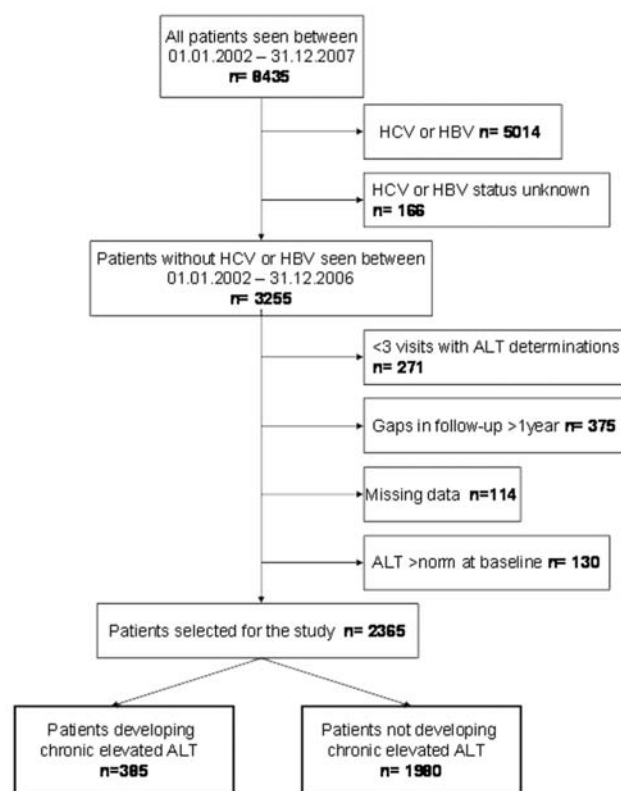 All patients seen between
01.01.2002 – 31.12.2007
n= 8435
HCV or HBV n= 5014
HCV or HBV status unknown
n= 166
Patients without HCV or HBV seen between
01.01.2002 – 31.12.2006
n= 3255
<3 visits with ALT determinations
n= 271
Gaps in follow-up >1year n= 375
Missing data n=114
ALT >norm at baseline n= 130
Patients selected for the study n= 2365
Patients developing
chronic elevated ALT
n=385
Patients not developing
chronic elevated ALT
n= 1980